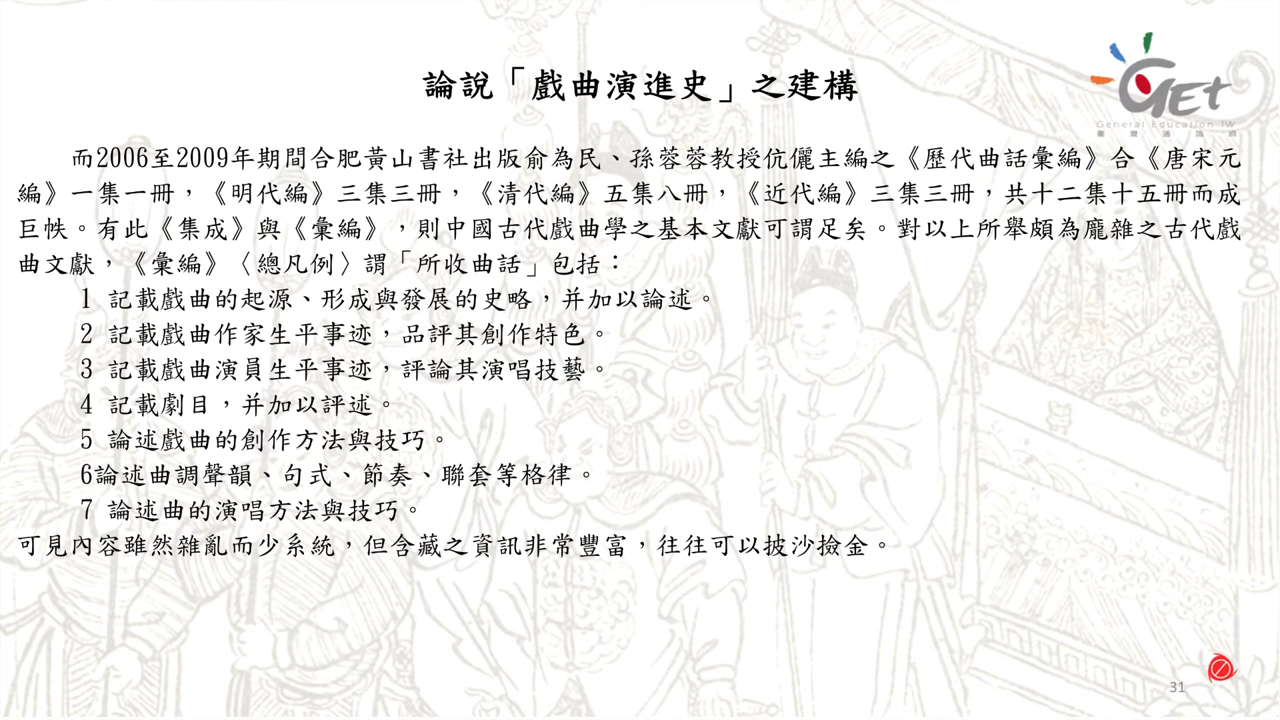 論說「戲曲演進史」之建構
GEt
General Education TW
臺灣通識網
而2006至2009年期間合肥黃山書社出版俞為民、孫蓉蓉教授伉儷主編之《歷代曲話彙編》合《唐宋元
編》一集一冊，《明代編》三集三冊，《清代編》五集八冊，《近代編》三集三冊，共十二集十五冊而成
巨帙。有此《集成》與《彙編》，則中國古代戲曲學之基本文獻可謂足矣。對以上所舉頗為龐雜之古代戲
曲文獻，《彙編》〈總凡例〉謂「所收曲話」包括：
1 記載戲曲的起源、形成與發展的史略，并加以論述。
2 記載戲曲作家生平事迹，品評其創作特色。
3 記載戲曲演員生平事迹，評論其演唱技藝。
4 記載劇目，并加以評述。
5 論述戲曲的創作方法與技巧。
6論述曲調聲韻、句式、節奏、聯套等格律。
7 論述曲的演唱方法與技巧。
可見內容雖然雜亂而少系統，但含藏之資訊非常豐富，往往可以披沙撿金。
31